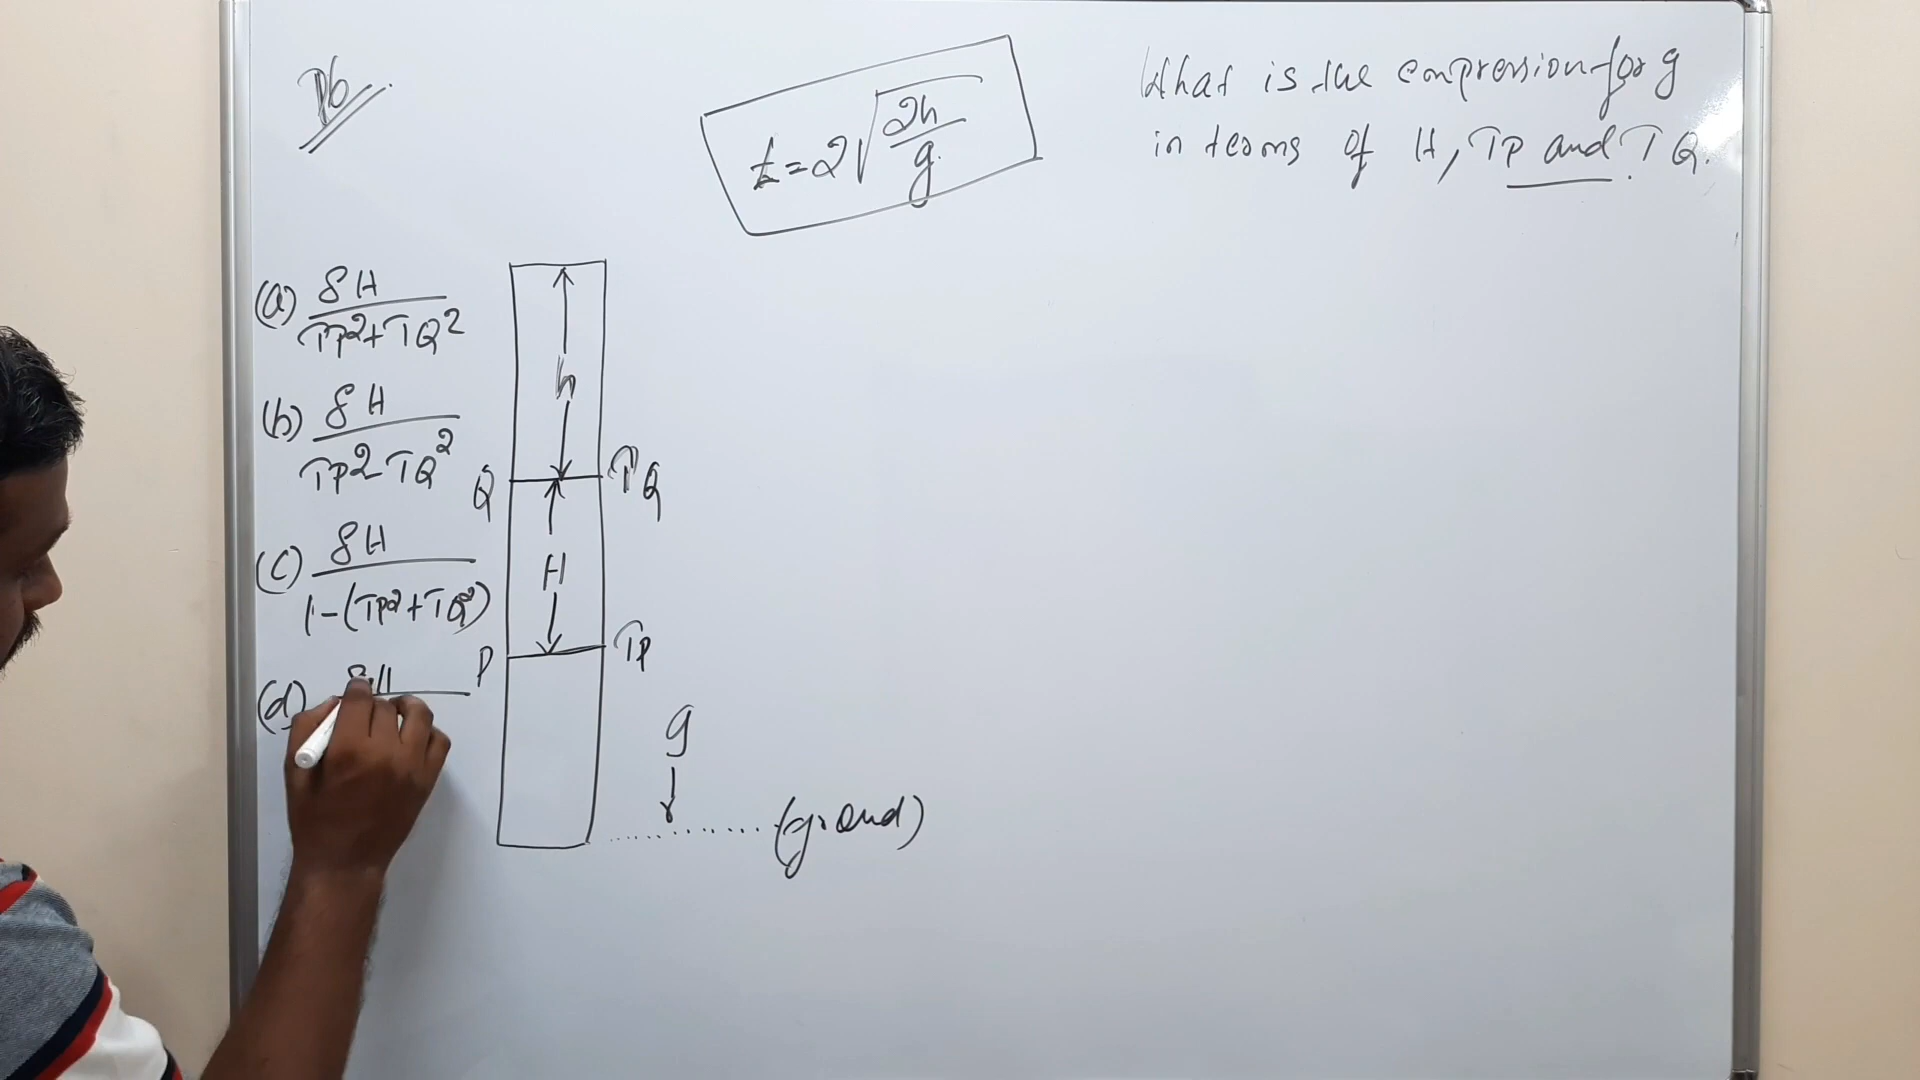 Pb
t = 2√(2h/g)
What is the expression for g
in terms of H, TP and TQ.
(a) 8H / TP²+TQ²
(b) 8H / TP²-TQ²
(c) 8H / 1-(TP²+TQ²)
(d) 8H
h
Q TQ
H
P TP
g
(ground)